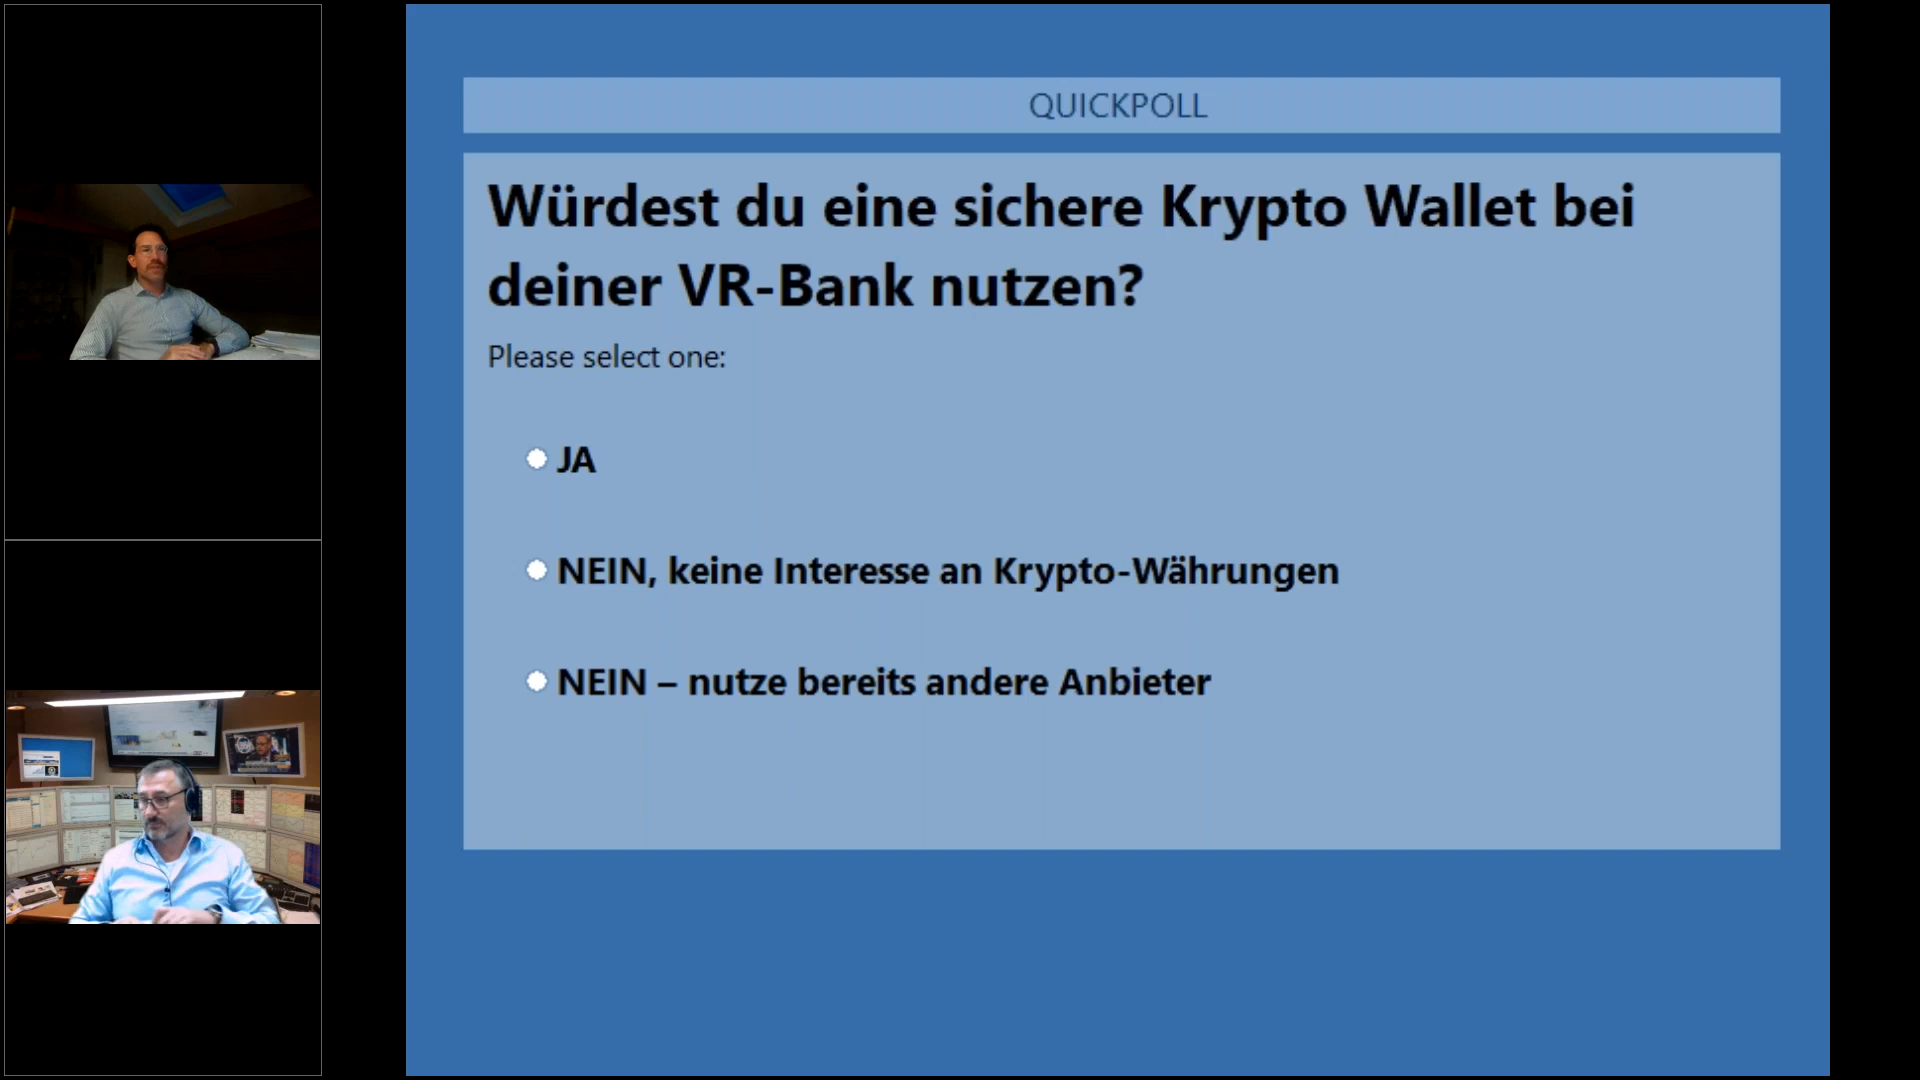 QUICKPOLL
Würdest du eine sichere Krypto Wallet bei
deiner VR-Bank nutzen?
Please select one:
JA
NEIN, keine Interesse an Krypto-Währungen
NEIN – nutze bereits andere Anbieter